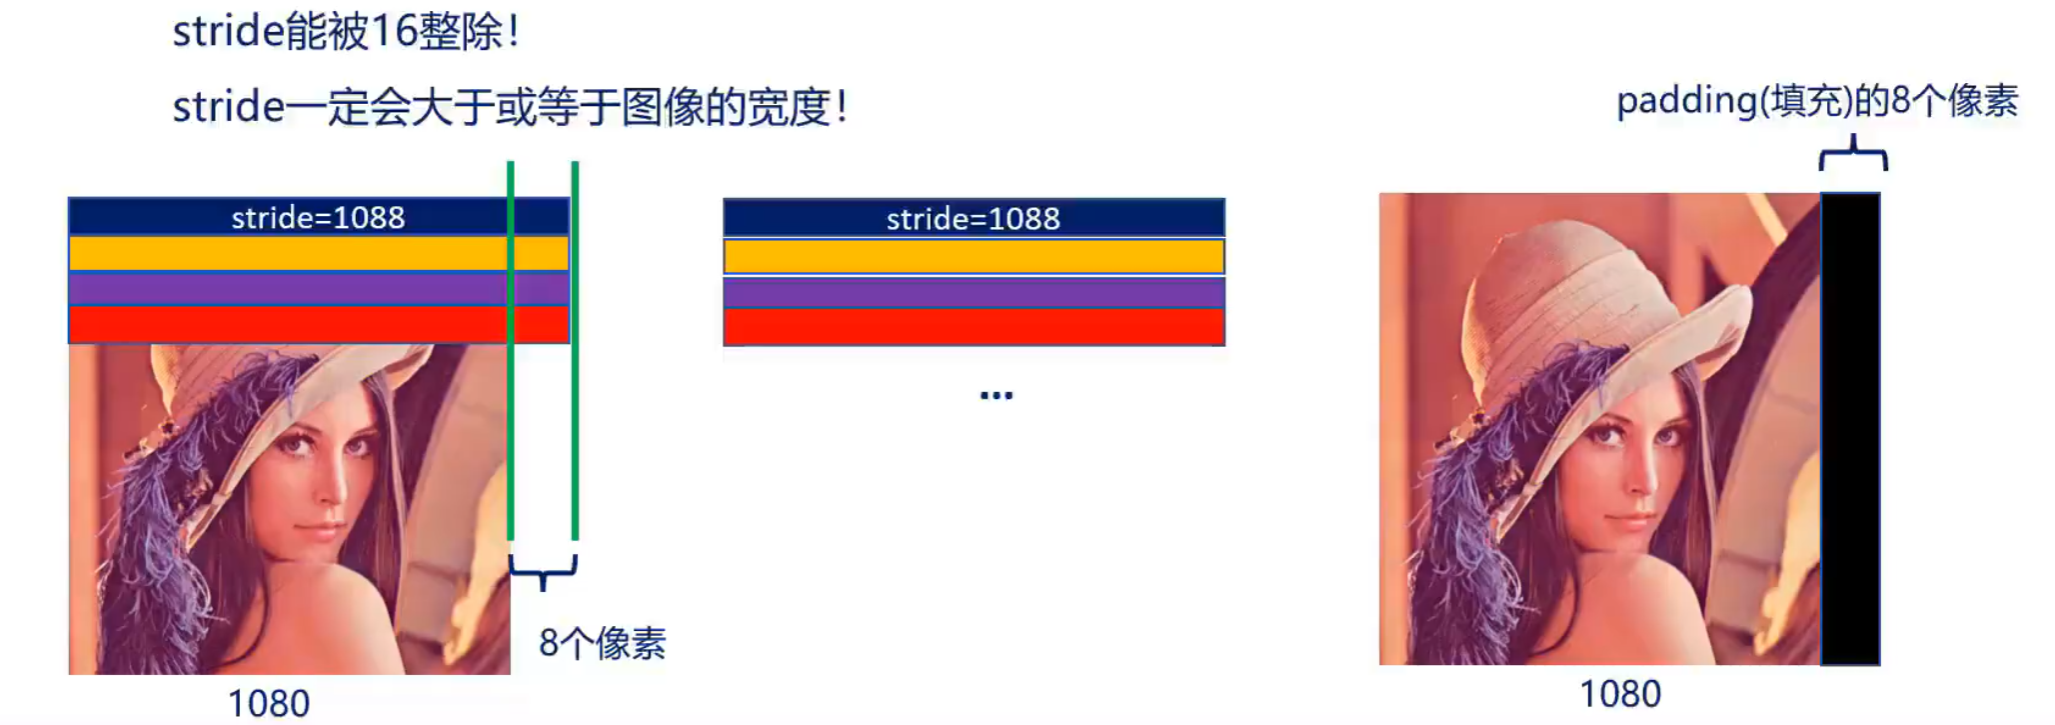 stride能被16整除！
stride一定会大于或等于图像的宽度！
padding(填充)的8个像素
stride=1088
stride=1088
...
8个像素
1080
1080